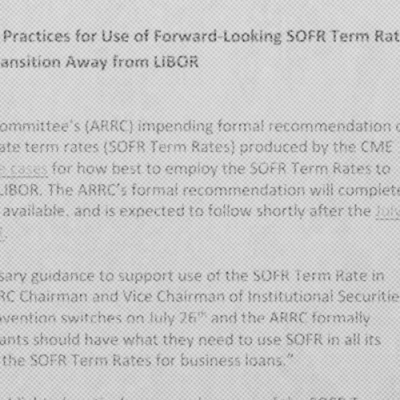 Practices for Use of Forward-Looking SOFR Term Rat
ansition Away from LIBOR
ommittee's (ARRC) impending formal recommendation o
ate term rates (SOFR Term Rates) produced by the CME
e cases for how best to employ the SOFR Term Rates to
LIBOR. The ARRC's formal recommendation will complete
available, and is expected to follow shortly after the July
sary guidance to support use of the SOFR Term Rate in
RC Chairman and Vice Chairman of Institutional Securitie
nvention switches on July 26th and the ARRC formally
ants should have what they need to use SOFR in all its
the SOFR Term Rates for business loans."